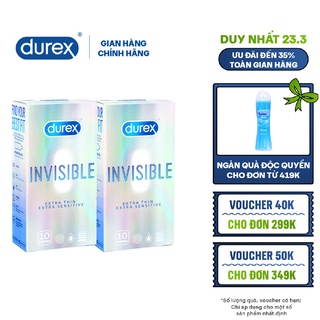 durex
GIAN HÀNG
CHÍNH HÃNG
DUY NHẤT 23.3
ƯU ĐÃI ĐẾN 35%
TOÀN GIAN HÀNG
durex
INVISIBLE
EXTRA THIN
EXTRA SENSITIVE
10
durex
INVISIBLE
EXTRA THIN
EXTRA SENSITIVE
10
NGÀN QUÀ ĐỘC QUYỀN
CHO ĐƠN TỪ 419K
VOUCHER 40K
CHO ĐƠN 299K
VOUCHER 50K
CHO ĐƠN 349K
*Số lượng quà, voucher có hạn;
Chỉ áp dụng cho một số
sản phẩm nhất định